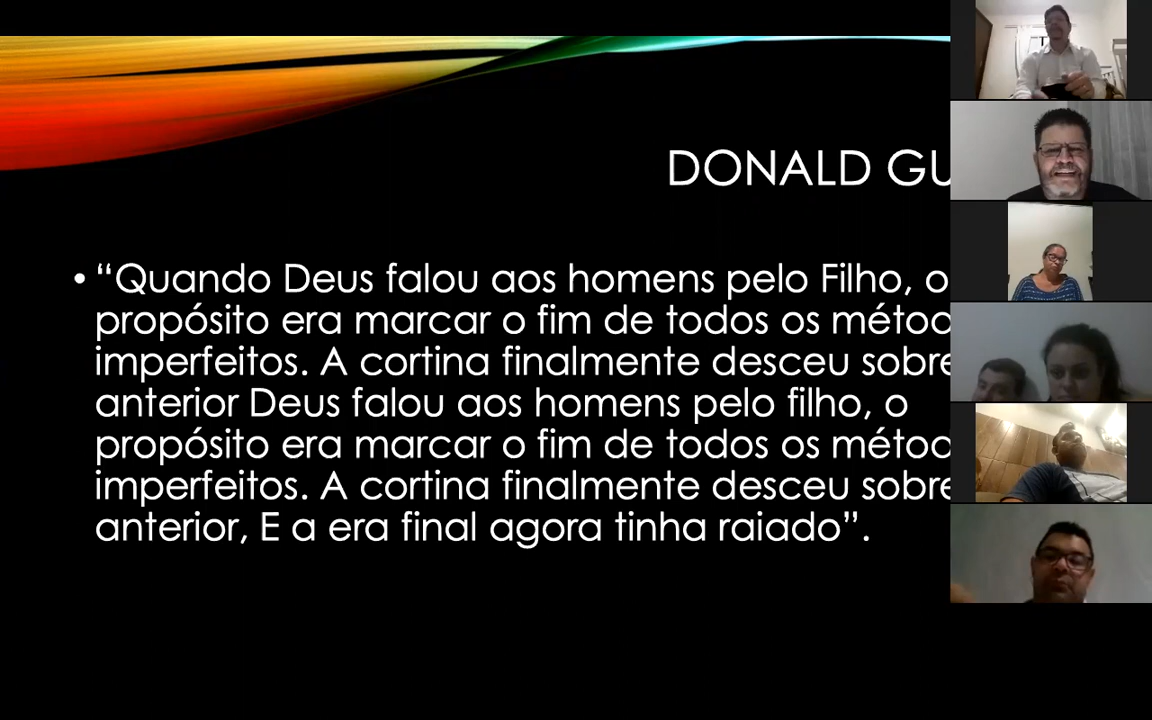 DONALD GU
• “Quando Deus falou aos homens pelo Filho, o
propósito era marcar o fim de todos os métod
imperfeitos. A cortina finalmente desceu sobre
anterior Deus falou aos homens pelo filho, o
propósito era marcar o fim de todos os métod
imperfeitos. A cortina finalmente desceu sobre
anterior, E a era final agora tinha raiado”.